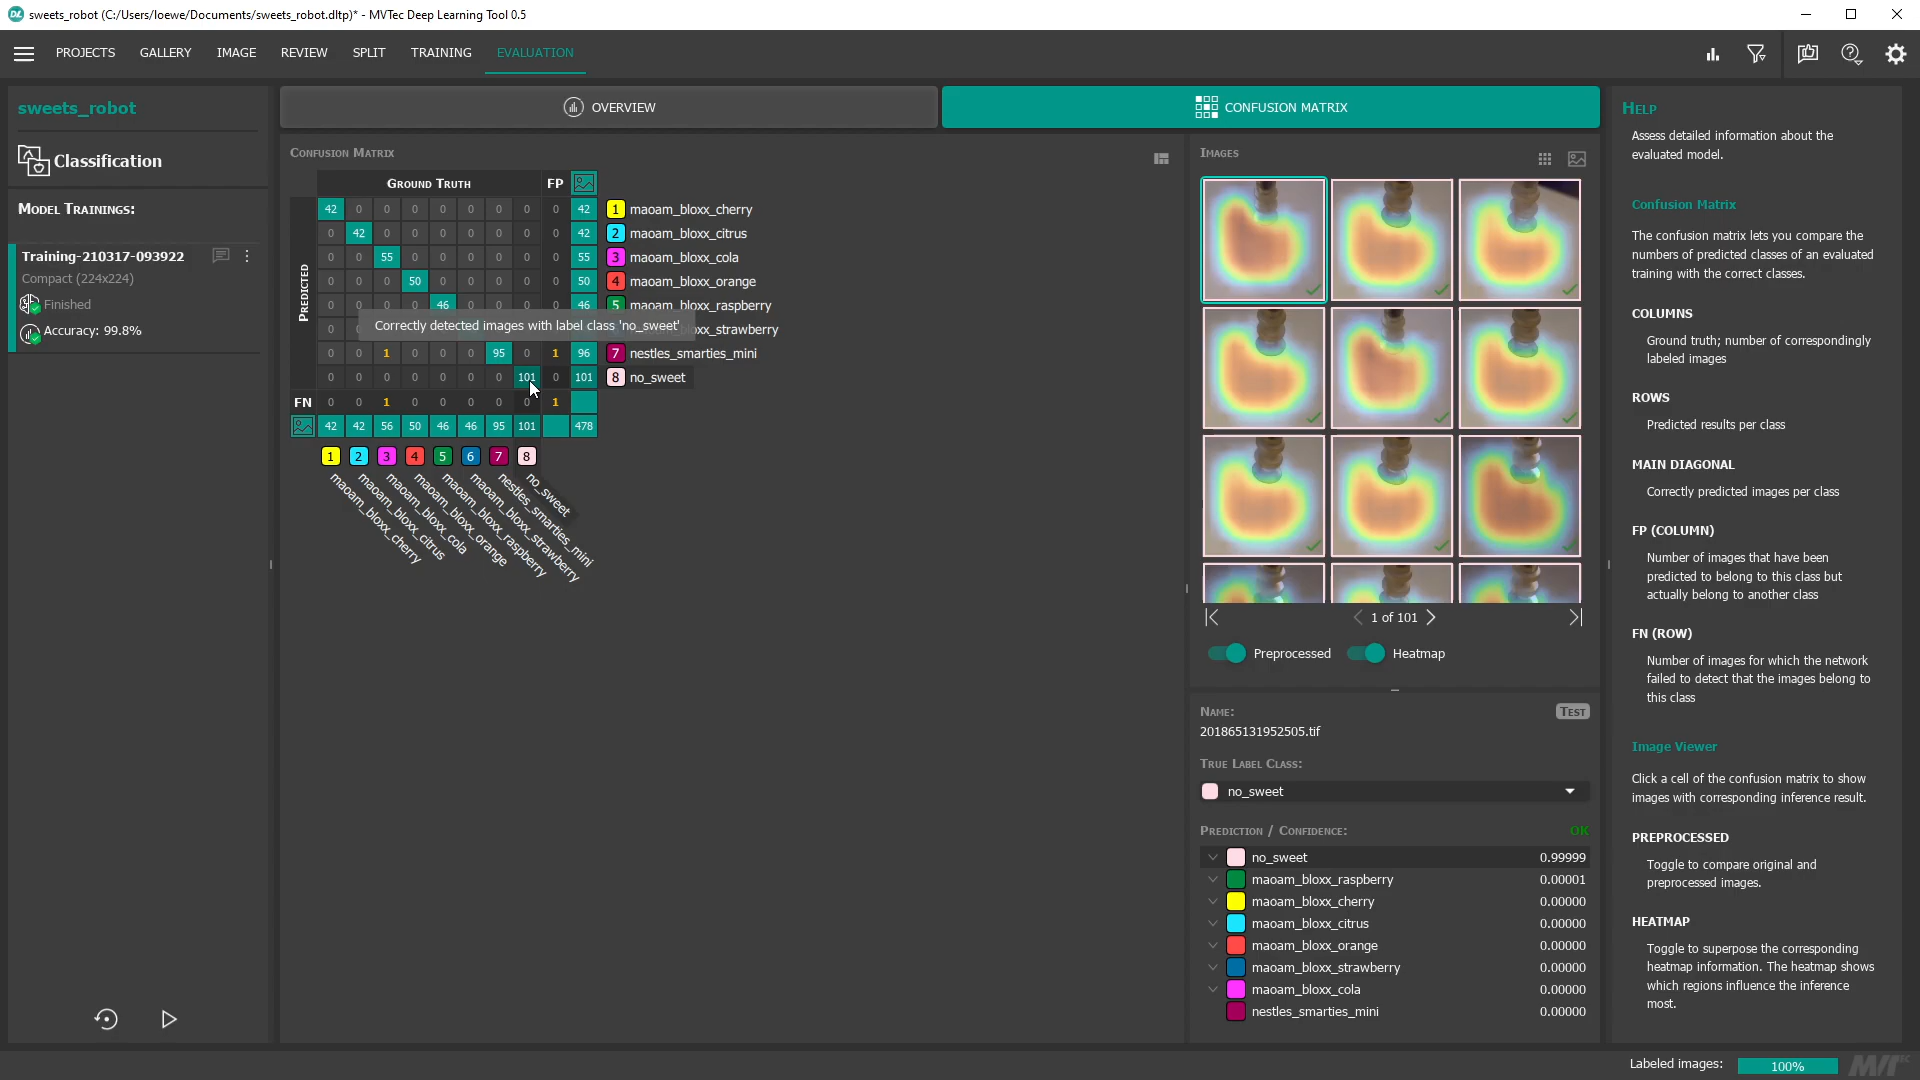 sweets_robot (C:/Users/loewe/Documents/sweets_robot.dltp)* - MVTec Deep Learning Tool 0.5
PROJECTS GALLERY IMAGE REVIEW SPLIT TRAINING EVALUATION
sweets_robot
Classification
MODEL TRAININGS:
Training-210317-093922
Compact (224x224)
Finished
Accuracy: 99.8%
OVERVIEW
CONFUSION MATRIX
CONFUSION MATRIX
GROUND TRUTH FP
PREDICTED
42 0 0 0 0 0 0 0 0 42 1 maoam_bloxx_cherry
0 42 0 0 0 0 0 0 0 42 2 maoam_bloxx_citrus
0 0 55 0 0 0 0 0 0 55 3 maoam_bloxx_cola
0 0 0 50 0 0 0 0 0 50 4 maoam_bloxx_orange
0 0 0 0 46 0 0 0 0 46 5 maoam_bloxx_raspberry
0 Correctly detected images with label class 'no_sweet' oxx_strawberry
0 0 1 0 0 0 95 0 1 96 7 nestles_smarties_mini
0 0 0 0 0 0 0 101 0 101 8 no_sweet
FN 0 0 1 0 0 0 0 0 1
42 42 56 50 46 46 95 101 478
1 2 3 4 5 6 7 8
maoam_bloxx_cherry
maoam_bloxx_citrus
maoam_bloxx_cola
maoam_bloxx_orange
maoam_bloxx_raspberry
maoam_bloxx_strawberry
nestles_smarties_mini
no_sweet
IMAGES
1 of 101
Preprocessed Heatmap
NAME: TEST
201865131952505.tif
TRUE LABEL CLASS:
no_sweet
PREDICTION / CONFIDENCE: OK
no_sweet 0.99999
maoam_bloxx_raspberry 0.00001
maoam_bloxx_cherry 0.00000
maoam_bloxx_citrus 0.00000
maoam_bloxx_orange 0.00000
maoam_bloxx_strawberry 0.00000
maoam_bloxx_cola 0.00000
nestles_smarties_mini 0.00000
HELP
Assess detailed information about the
evaluated model.
Confusion Matrix
The confusion matrix lets you compare the
numbers of predicted classes of an evaluated
training with the correct classes.
COLUMNS
Ground truth; number of correspondingly
labeled images
ROWS
Predicted results per class
MAIN DIAGONAL
Correctly predicted images per class
FP (COLUMN)
Number of images that have been
predicted to belong to this class but
actually belong to another class
FN (ROW)
Number of images for which the network
failed to detect that the images belong to
this class
Image Viewer
Click a cell of the confusion matrix to show
images with corresponding inference result.
PREPROCESSED
Toggle to compare original and
preprocessed images.
HEATMAP
Toggle to superpose the corresponding
heatmap information. The heatmap shows
which regions influence the inference
most.
Labeled images: 100%